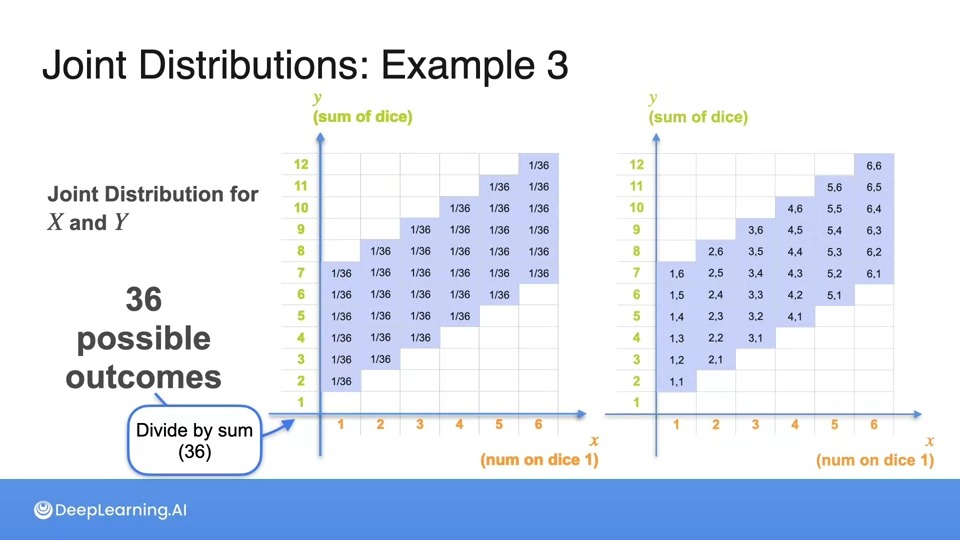 Joint Distributions: Example 3
Joint Distribution for
X and Y
36
possible
outcomes
Divide by sum
(36)
y
(sum of dice)
12 1/36
11 1/36 1/36
10 1/36 1/36 1/36
9 1/36 1/36 1/36 1/36
8 1/36 1/36 1/36 1/36 1/36
7 1/36 1/36 1/36 1/36 1/36 1/36
6 1/36 1/36 1/36 1/36 1/36
5 1/36 1/36 1/36 1/36
4 1/36 1/36 1/36
3 1/36 1/36
2 1/36
1
1 2 3 4 5 6
x
(num on dice 1)
y
(sum of dice)
12 6,6
11 5,6 6,5
10 4,6 5,5 6,4
9 3,6 4,5 5,4 6,3
8 2,6 3,5 4,4 5,3 6,2
7 1,6 2,5 3,4 4,3 5,2 6,1
6 1,5 2,4 3,3 4,2 5,1
5 1,4 2,3 3,2 4,1
4 1,3 2,2 3,1
3 1,2 2,1
2 1,1
1
1 2 3 4 5 6
x
(num on dice 1)
DeepLearning.AI